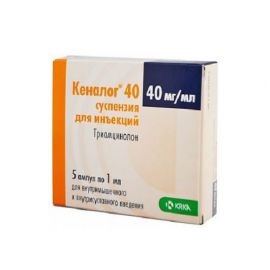 Кеналог® 40
суспензия
для инъекций
40 мг/мл
Триамцинолон
5 ампул по 1 мл
для внутримышечного
и внутрисуставного введения
KRKA